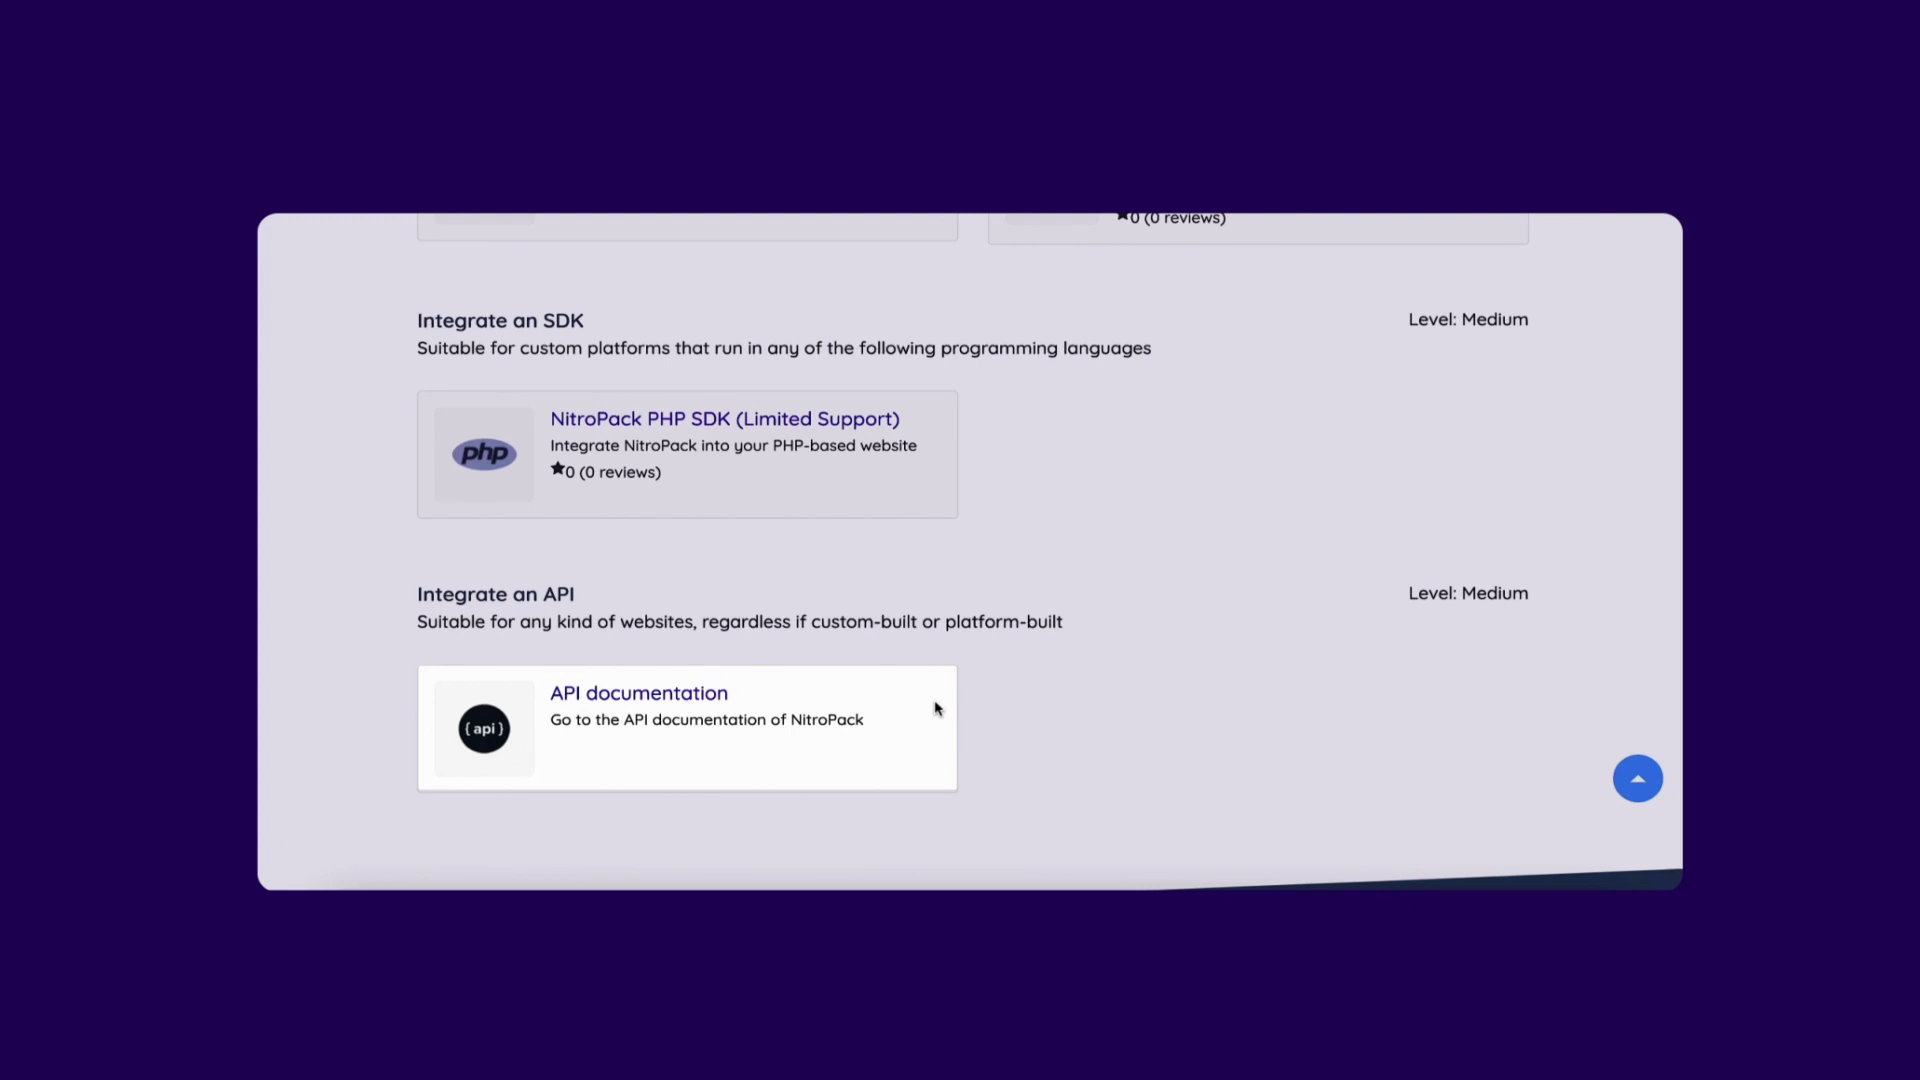 ★0 (0 reviews)
Integrate an SDK
Level: Medium
Suitable for custom platforms that run in any of the following programming languages
php
NitroPack PHP SDK (Limited Support)
Integrate NitroPack into your PHP-based website
★0 (0 reviews)
Integrate an API
Level: Medium
Suitable for any kind of websites, regardless if custom-built or platform-built
{api}
API documentation
Go to the API documentation of NitroPack